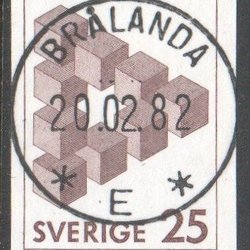 BRÅLANDA
20.02.82
* E *
SVERIGE 25